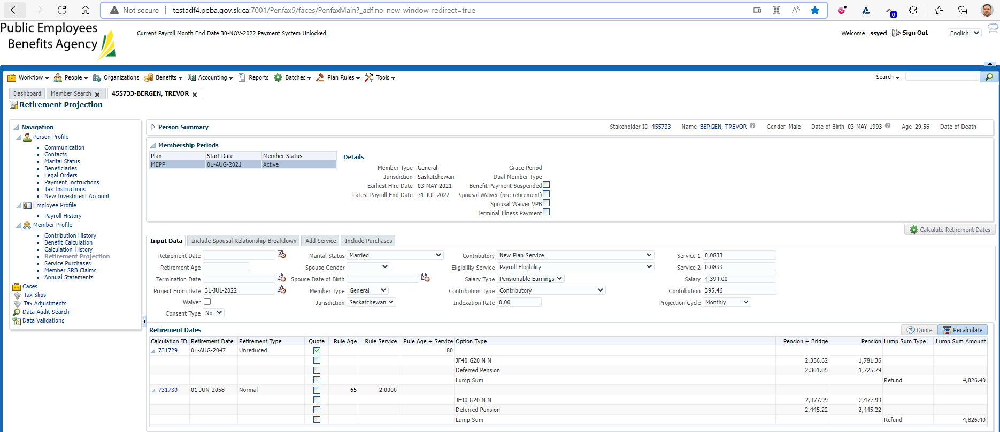 Not secure testadf4.peba.gov.sk.ca:7001/Penfax5/faces/PenfaxMain?_adf.no-new-window-redirect=true 0
Public Employees
Benefits Agency
Current Payroll Month End Date 30-NOV-2022 Payment System Unlocked
Welcome ssyed Sign Out English
Workflow People Organizations Benefits Accounting Reports Batches Plan Rules Tools Search
Dashboard Member Search 455733-BERGEN, TREVOR
Retirement Projection
Navigation
Person Profile
Communication
Contacts
Marital Status
Beneficiaries
Legal Orders
Payment Instructions
Tax Instructions
New Investment Account
Employee Profile
Payroll History
Member Profile
Contribution History
Benefit Calculation
Calculation History
Retirement Projection
Service Purchases
Member SRB Claims
Annual Statements
Cases
Tax Slips
Tax Adjustments
Data Audit Search
Data Validations
Person Summary Stakeholder ID 455733 Name BERGEN, TREVOR Gender Male Date of Birth 03-MAY-1993 Age 29.56 Date of Death
Membership Periods
Plan Start Date Member Status
MEPP 01-AUG-2021 Active
Details
Member Type General Grace Period
Jurisdiction Saskatchewan Dual Member Type
Earliest Hire Date 03-MAY-2021 Benefit Payment Suspended
Latest Payroll End Date 31-JUL-2022 Spousal Waiver (pre-retirement)
Spousal Waiver VPB
Terminal Illness Payment
Calculate Retirement Dates
Input Data Include Spousal Relationship Breakdown Add Service Include Purchases
Retirement Date Marital Status Married Contributory New Plan Service Service 1 0.0833
Retirement Age Spouse Gender Eligibility Service Payroll Eligibility Service 2 0.0833
Termination Date Spouse Date of Birth Salary Type Pensionable Earnings Salary 4,394.00
Project From Date 31-JUL-2022 Member Type General Contribution Type Contributory Contribution 395.46
Waiver Jurisdiction Saskatchewan Indexation Rate 0.00 Projection Cycle Monthly
Consent Type No
Retirement Dates Quote Recalculate
Calculation ID Retirement Date Retirement Type Quote Rule Age Rule Service Rule Age + Service Option Type Pension + Bridge Pension Lump Sum Type Lump Sum Amount
731729 01-AUG-2047 Unreduced 80
JF40 G20 N N 2,356.62 1,781.36
Deferred Pension 2,301.05 1,725.79
Lump Sum Refund 4,826.40
731730 01-JUN-2058 Normal 65 2.0000
JF40 G20 N N 2,477.99 2,477.99
Deferred Pension 2,445.22 2,445.22
Lump Sum Refund 4,826.40